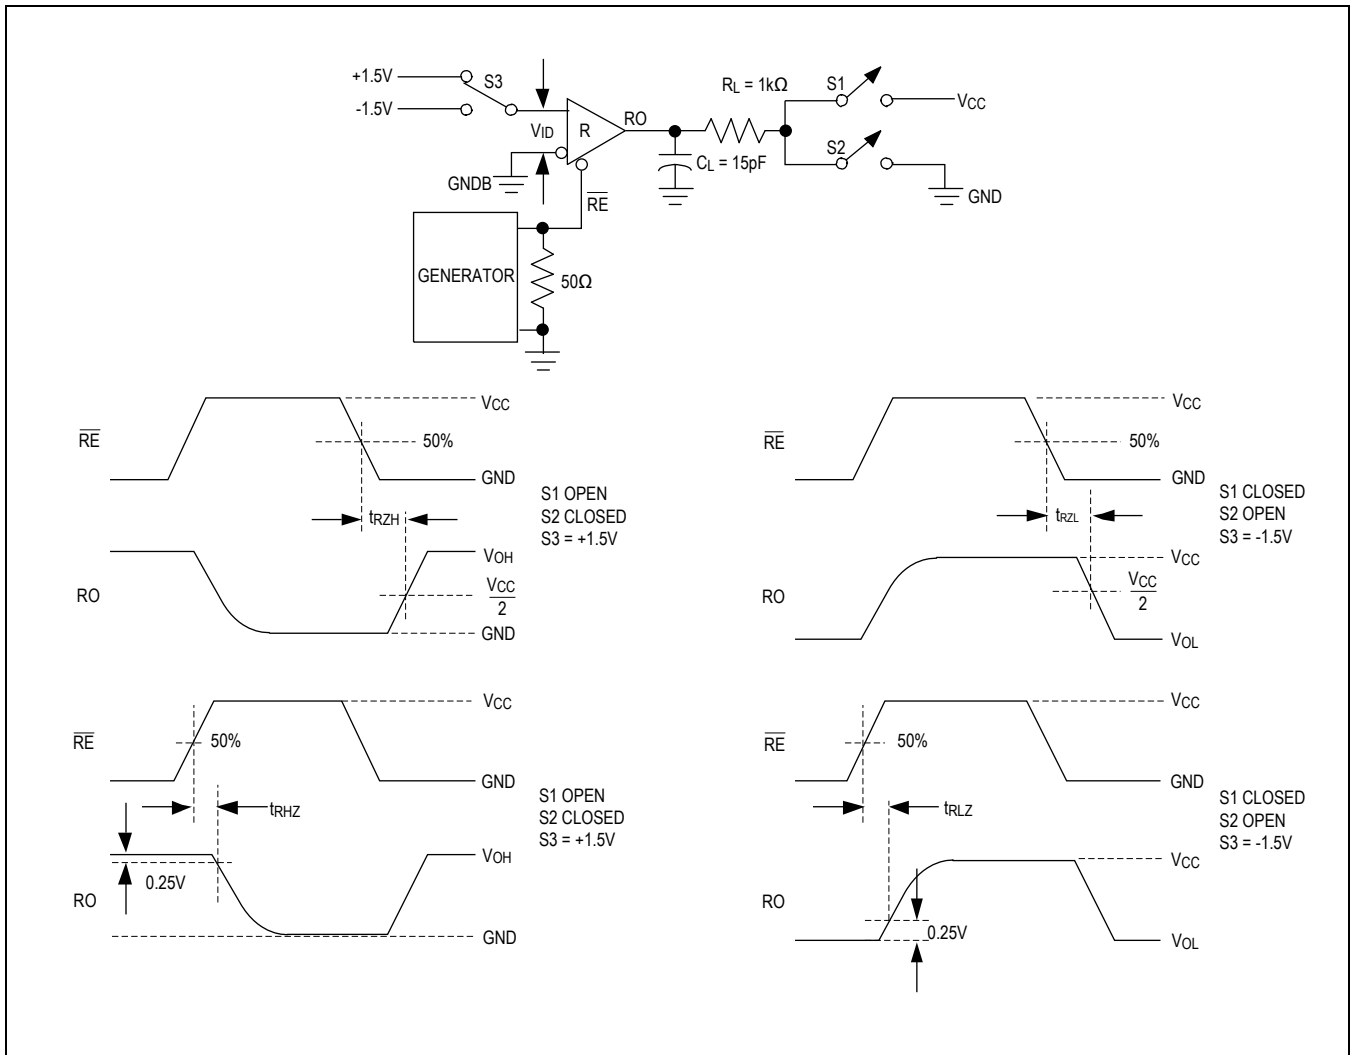 +1.5V
S3
-1.5V
VID
R
RO
RL = 1kΩ
S1
VCC
S2
CL = 15pF
GNDB
GND
RE
GENERATOR
50Ω
VCC
RE
50%
GND
S1 OPEN
S2 CLOSED
S3 = +1.5V
tRZH
VOH
RO
VCC
2
GND
VCC
RE
50%
GND
S1 CLOSED
S2 OPEN
S3 = -1.5V
tRZL
VCC
RO
VCC
2
VOL
VCC
RE
50%
GND
S1 OPEN
S2 CLOSED
S3 = +1.5V
tRHZ
VOH
0.25V
RO
GND
VCC
RE
50%
GND
S1 CLOSED
S2 OPEN
S3 = -1.5V
tRLZ
VCC
RO
0.25V
VOL